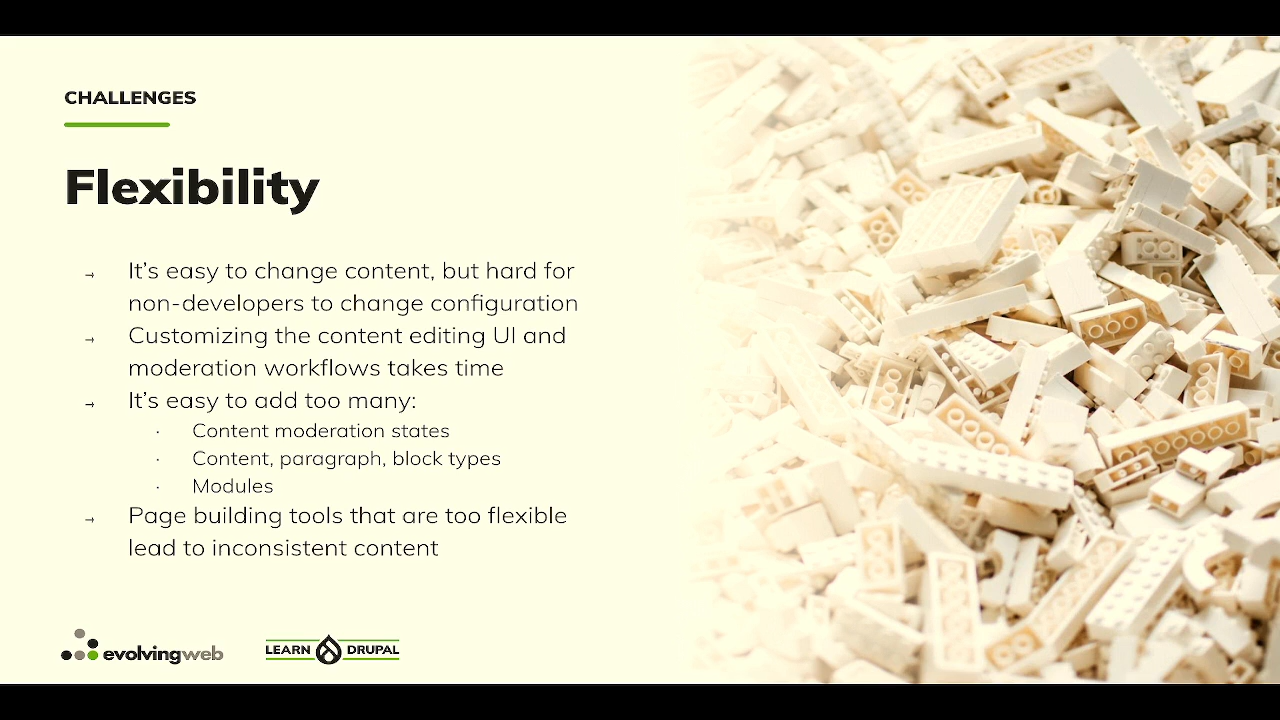 CHALLENGES
Flexibility
→ It’s easy to change content, but hard for
non-developers to change configuration
→ Customizing the content editing UI and
moderation workflows takes time
→ It’s easy to add too many:
· Content moderation states
· Content, paragraph, block types
· Modules
→ Page building tools that are too flexible
lead to inconsistent content
evolvingweb
LEARN DRUPAL